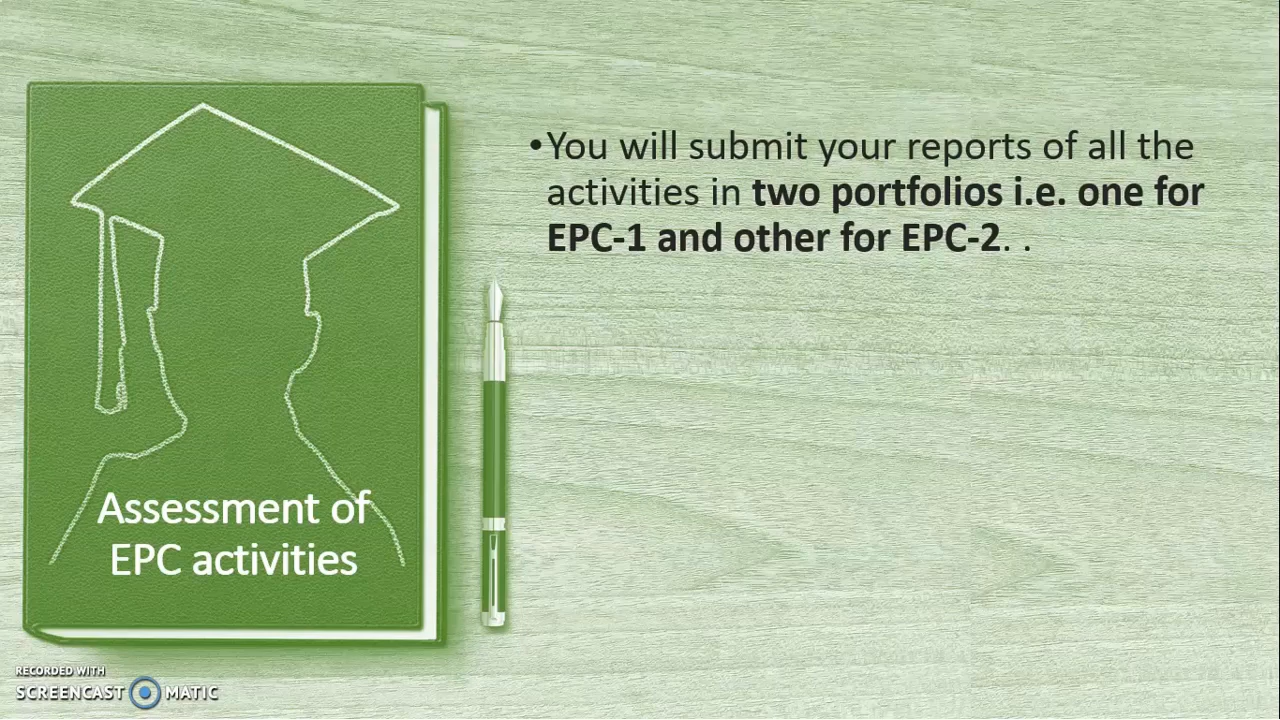 •You will submit your reports of all the
activities in two portfolios i.e. one for
EPC-1 and other for EPC-2. .
Assessment of
EPC activities
RECORDED WITH
SCREENCAST MATIC